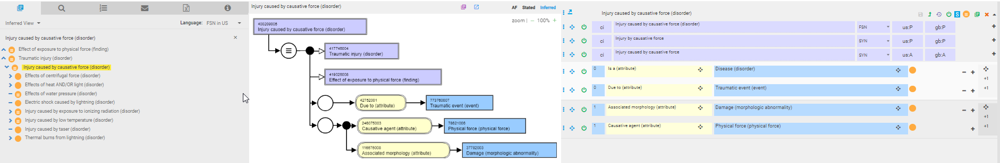 Inferred View
Language: FSN in US
Injury caused by causative force (disorder)
Effect of exposure to physical force (finding)
Traumatic injury (disorder)
Injury caused by causative force (disorder)
Effects of centrifugal force (disorder)
Effects of heat AND/OR light (disorder)
Effects of water pressure (disorder)
Electric shock caused by lightning (disorder)
Injury caused by exposure to ionizing radiation (disorder)
Injury caused by low temperature (disorder)
Injury caused by taser (disorder)
Thermal burns from lightning (disorder)
Injury caused by causative force (disorder)
AF Stated Inferred
zoom | − 100% +
400209006
Injury caused by causative force (disorder)
417746004
Traumatic injury (disorder)
419026008
Effect of exposure to physical force (finding)
42752001
Due to (attribute)
773760007
Traumatic event (event)
246075003
Causative agent (attribute)
78621006
Physical force (physical force)
116676008
Associated morphology (attribute)
37782003
Damage (morphologic abnormality)
Injury caused by causative force (disorder)
S
ci Injury caused by causative force (disorder) FSN us:P gb:P +
ci Injury by causative force SYN us:P gb:P +
ci Injury caused by causative force SYN us:A gb:A +
0 Is a (attribute) Disease (disorder) − +
+1
0 Due to (attribute) Traumatic event (event) − +
+1
1 Associated morphology (attribute) Damage (morphologic abnormality) − +
+1
1 Causative agent (attribute) Physical force (physical force) +
+1